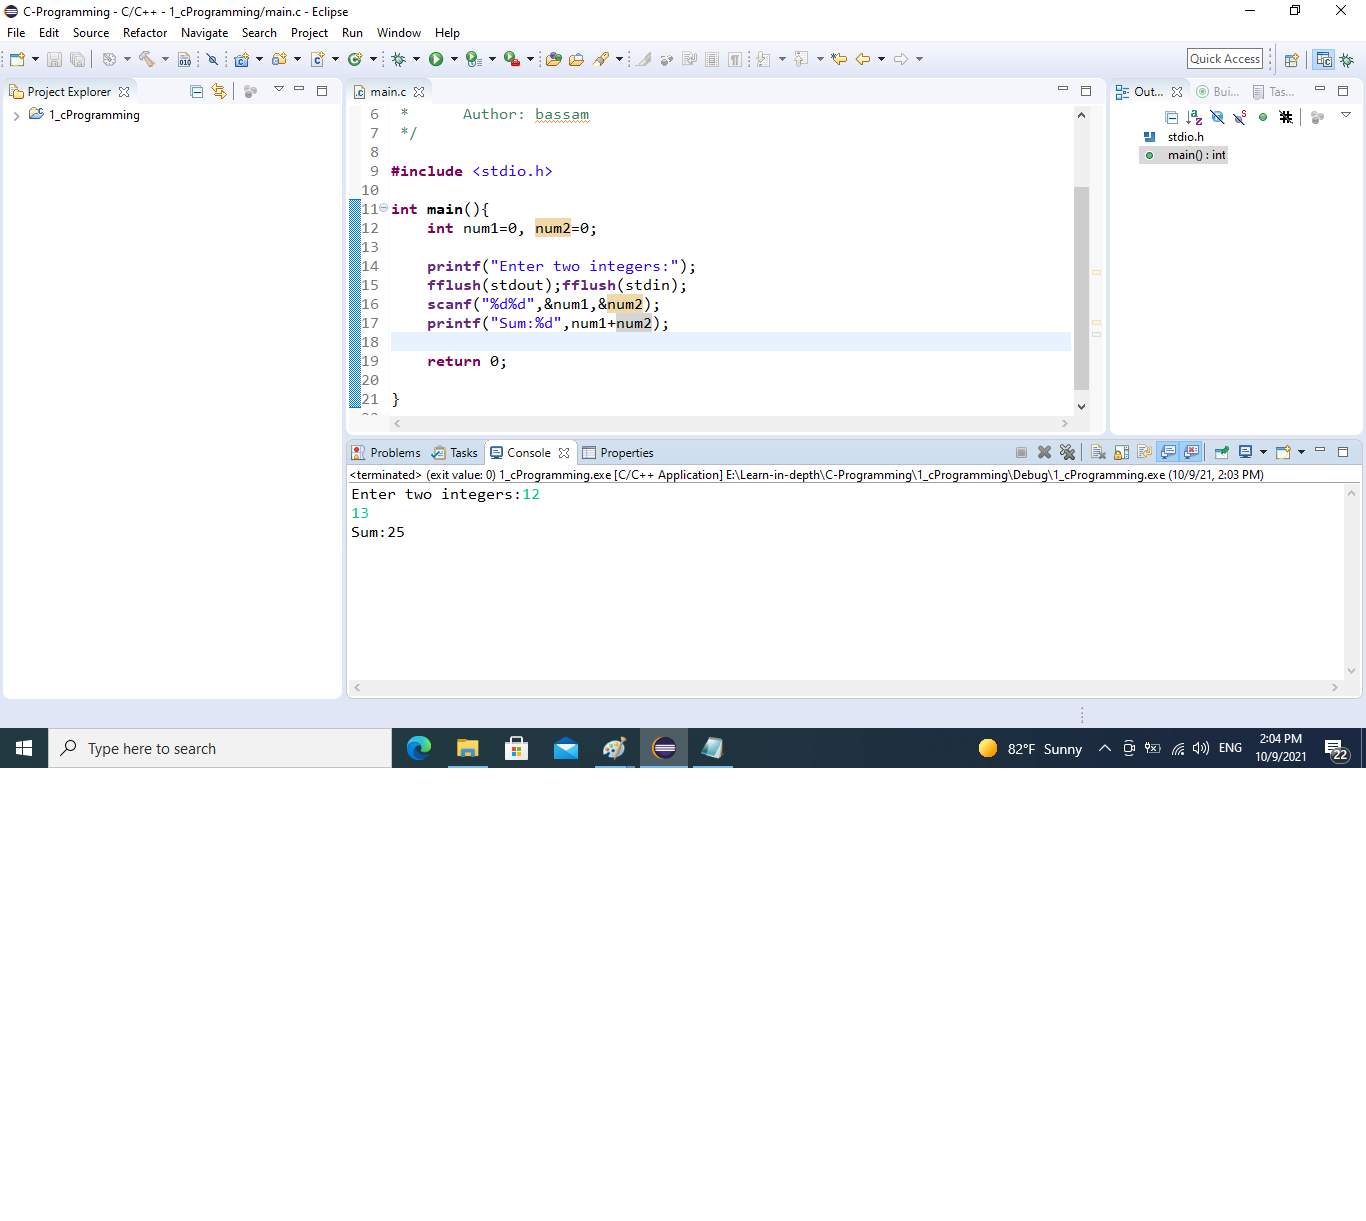 C-Programming - C/C++ - 1_cProgramming/main.c - Eclipse
File Edit Source Refactor Navigate Search Project Run Window Help
Quick Access
Project Explorer
1_cProgramming
main.c
6 * Author: bassam
7 */
8
9 #include <stdio.h>
10
11 int main(){
12 int num1=0, num2=0;
13
14 printf("Enter two integers:");
15 fflush(stdout);fflush(stdin);
16 scanf("%d%d",&num1,&num2);
17 printf("Sum:%d",num1+num2);
18
19 return 0;
20
21 }
Out... Bui... Tas...
stdio.h
main() : int
Problems Tasks Console Properties
<terminated> (exit value: 0) 1_cProgramming.exe [C/C++ Application] E:\Learn-in-depth\C-Programming\1_cProgramming\Debug\1_cProgramming.exe (10/9/21, 2:03 PM)
Enter two integers:12
13
Sum:25
Type here to search
82°F Sunny
ENG
2:04 PM
10/9/2021
22